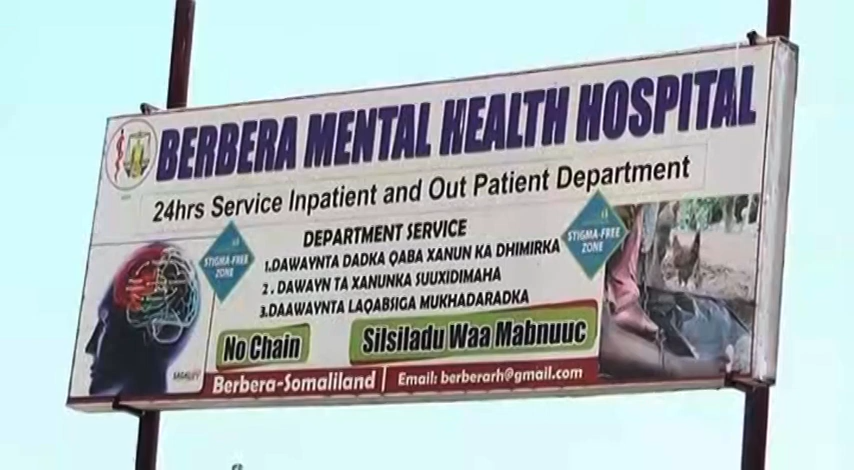 BERBERA MENTAL HEALTH HOSPITAL
24hrs Service Inpatient and Out Patient Department
DEPARTMENT SERVICE
STIGMA-FREE
ZONE
STIGMA-FREE
ZONE
1.DAWAYNTA DADKA QABA XANUN KA DHIMIRKA
2. DAWAYN TA XANUNKA SUUXIDIMAHA
3.DAAWAYNTA LAQABSIGA MUKHADARADKA
No Chain
Silsiladu Waa Mabnuuc
Berbera-Somaliland
Email: berberarh@gmail.com